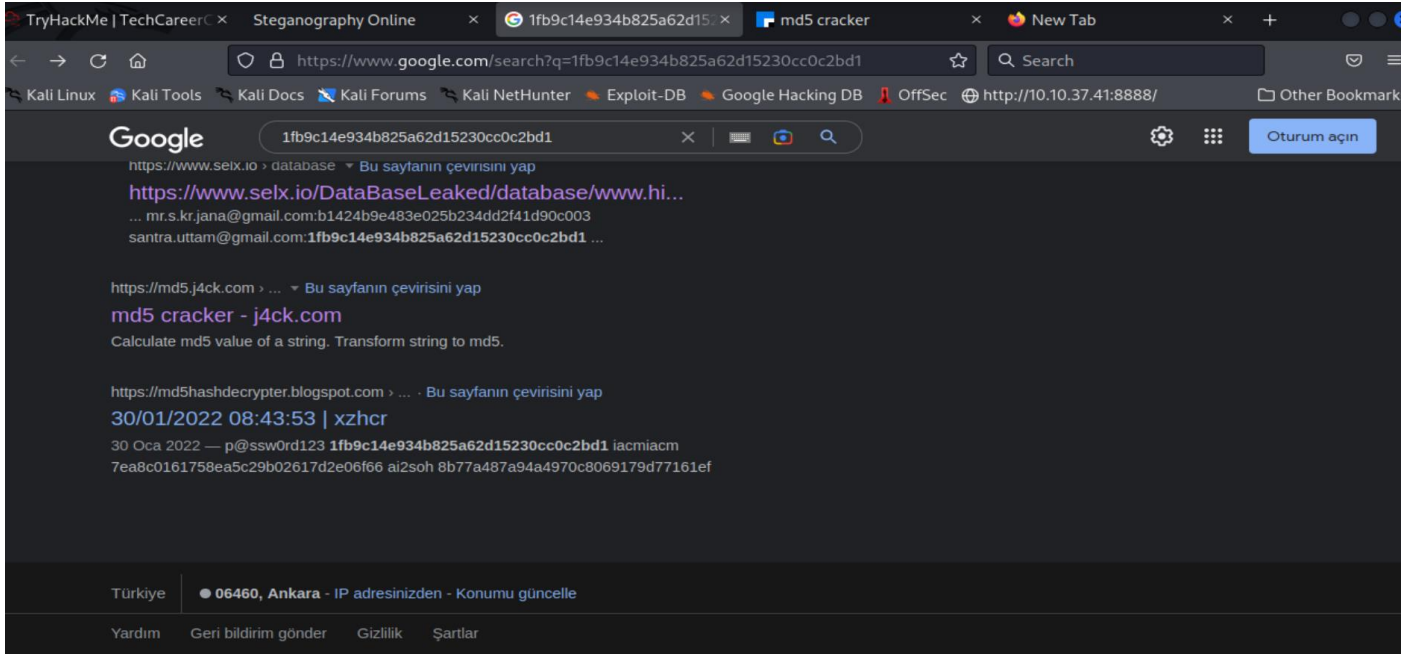 TryHackMe | TechCareerC
Steganography Online
1fb9c14e934b825a62d152
md5 cracker
New Tab
https://www.google.com/search?q=1fb9c14e934b825a62d15230cc0c2bd1
Search
Kali Linux Kali Tools Kali Docs Kali Forums Kali NetHunter Exploit-DB Google Hacking DB OffSec http://10.10.37.41:8888/ Other Bookmark
Google
1fb9c14e934b825a62d15230cc0c2bd1
Oturum açın
https://www.selx.io › database Bu sayfanın çevirisini yap
https://www.selx.io/DataBaseLeaked/database/www.hi...
... mr.s.kr.jana@gmail.com:b1424b9e483e025b234dd2f41d90c003
santra.uttam@gmail.com:1fb9c14e934b825a62d15230cc0c2bd1 ...
https://md5.j4ck.com › ... Bu sayfanın çevirisini yap
md5 cracker - j4ck.com
Calculate md5 value of a string. Transform string to md5.
https://md5hashdecrypter.blogspot.com › ... · Bu sayfanın çevirisini yap
30/01/2022 08:43:53 | xzhcr
30 Oca 2022 — p@ssw0rd123 1fb9c14e934b825a62d15230cc0c2bd1 iacmiacm
7ea8c0161758ea5c29b02617d2e06f66 ai2soh 8b77a487a94a4970c8069179d77161ef
Türkiye
06460, Ankara - IP adresinizden - Konumu güncelle
Yardım Geri bildirim gönder Gizlilik Şartlar